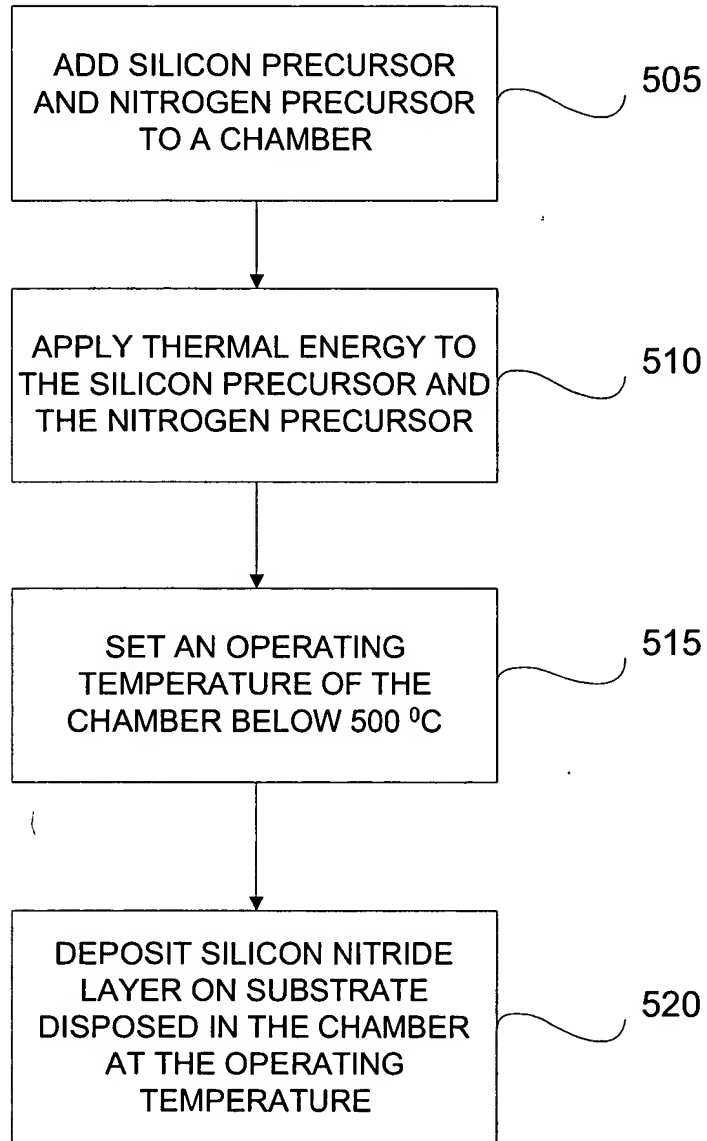 ADD SILICON PRECURSOR
AND NITROGEN PRECURSOR
TO A CHAMBER
505
APPLY THERMAL ENERGY TO
THE SILICON PRECURSOR AND
THE NITROGEN PRECURSOR
510
SET AN OPERATING
TEMPERATURE OF THE
CHAMBER BELOW 500 ⁰C
515
DEPOSIT SILICON NITRIDE
LAYER ON SUBSTRATE
DISPOSED IN THE CHAMBER
AT THE OPERATING
TEMPERATURE
520